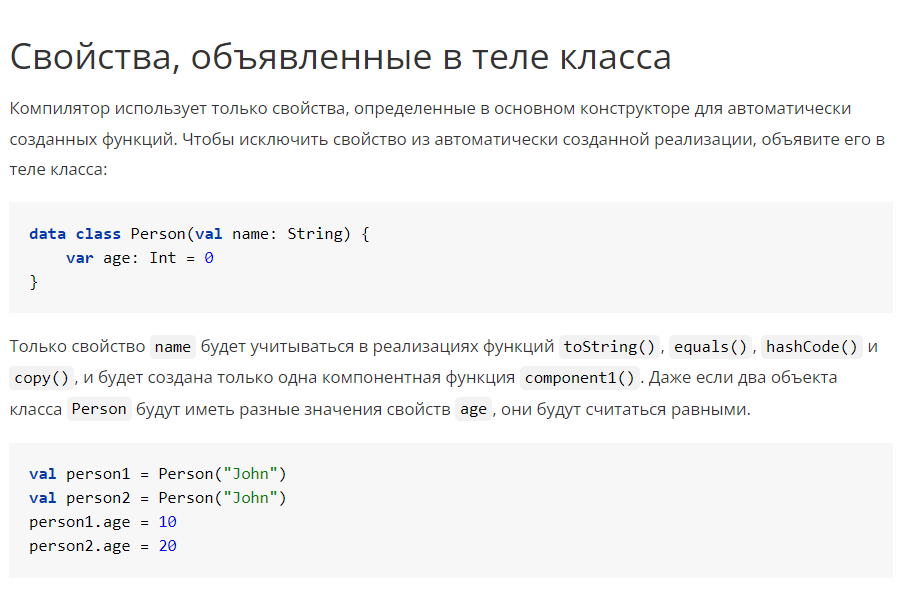 Свойства, объявленные в теле класса
Компилятор использует только свойства, определенные в основном конструкторе для автоматически
созданных функций. Чтобы исключить свойство из автоматически созданной реализации, объявите его в
теле класса:
data class Person(val name: String) {
    var age: Int = 0
}
Только свойство name будет учитываться в реализациях функций toString(), equals(), hashCode() и
copy(), и будет создана только одна компонентная функция component1(). Даже если два объекта
класса Person будут иметь разные значения свойств age, они будут считаться равными.
val person1 = Person("John")
val person2 = Person("John")
person1.age = 10
person2.age = 20